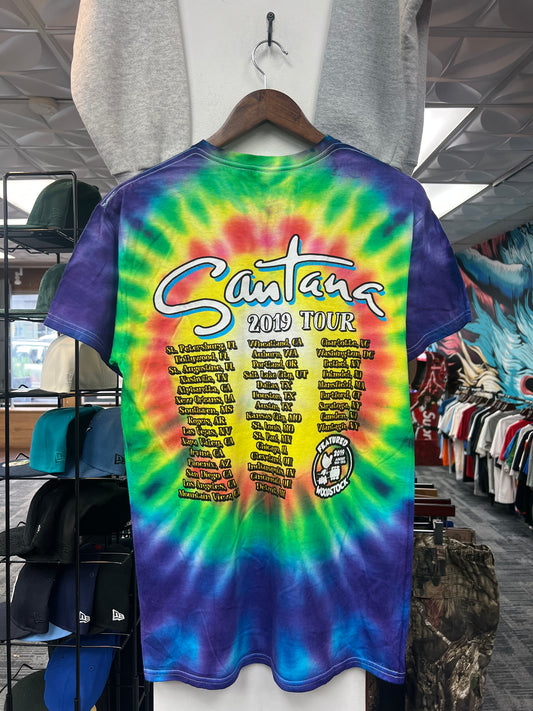 Santana
2019 TOUR
St. Petersburg, FL
Hollywood, FL
St. Augustine, FL
Nashville, TN
Alpharetta, GA
New Orleans, LA
Southaven, MS
Rogers, AR
Las Vegas, NV
Napa Valley, CA
Irvine, CA
Phoenix, AZ
San Diego, CA
Los Angeles, CA
Mountain View, C
Wheatland, CA
Auburn, WA
Portland, OR
Salt Lake City, UT
Dallas, TX
Houston, TX
Austin, TX
Kansas City, MO
St. Louis, MO
St. Paul, MN
Chicago, IL
Cleveland, OH
Indianapolis, IN
Cincinnati, OH
Detroit, MI
Charlotte, NC
Washington, DC
Bethel, NY
Holmdel, NJ
Mansfield, MA
Hartford, CT
Saratoga, NY
Camden, NJ
Wantagh, NY
FEATURED
2019
WOODSTOCK